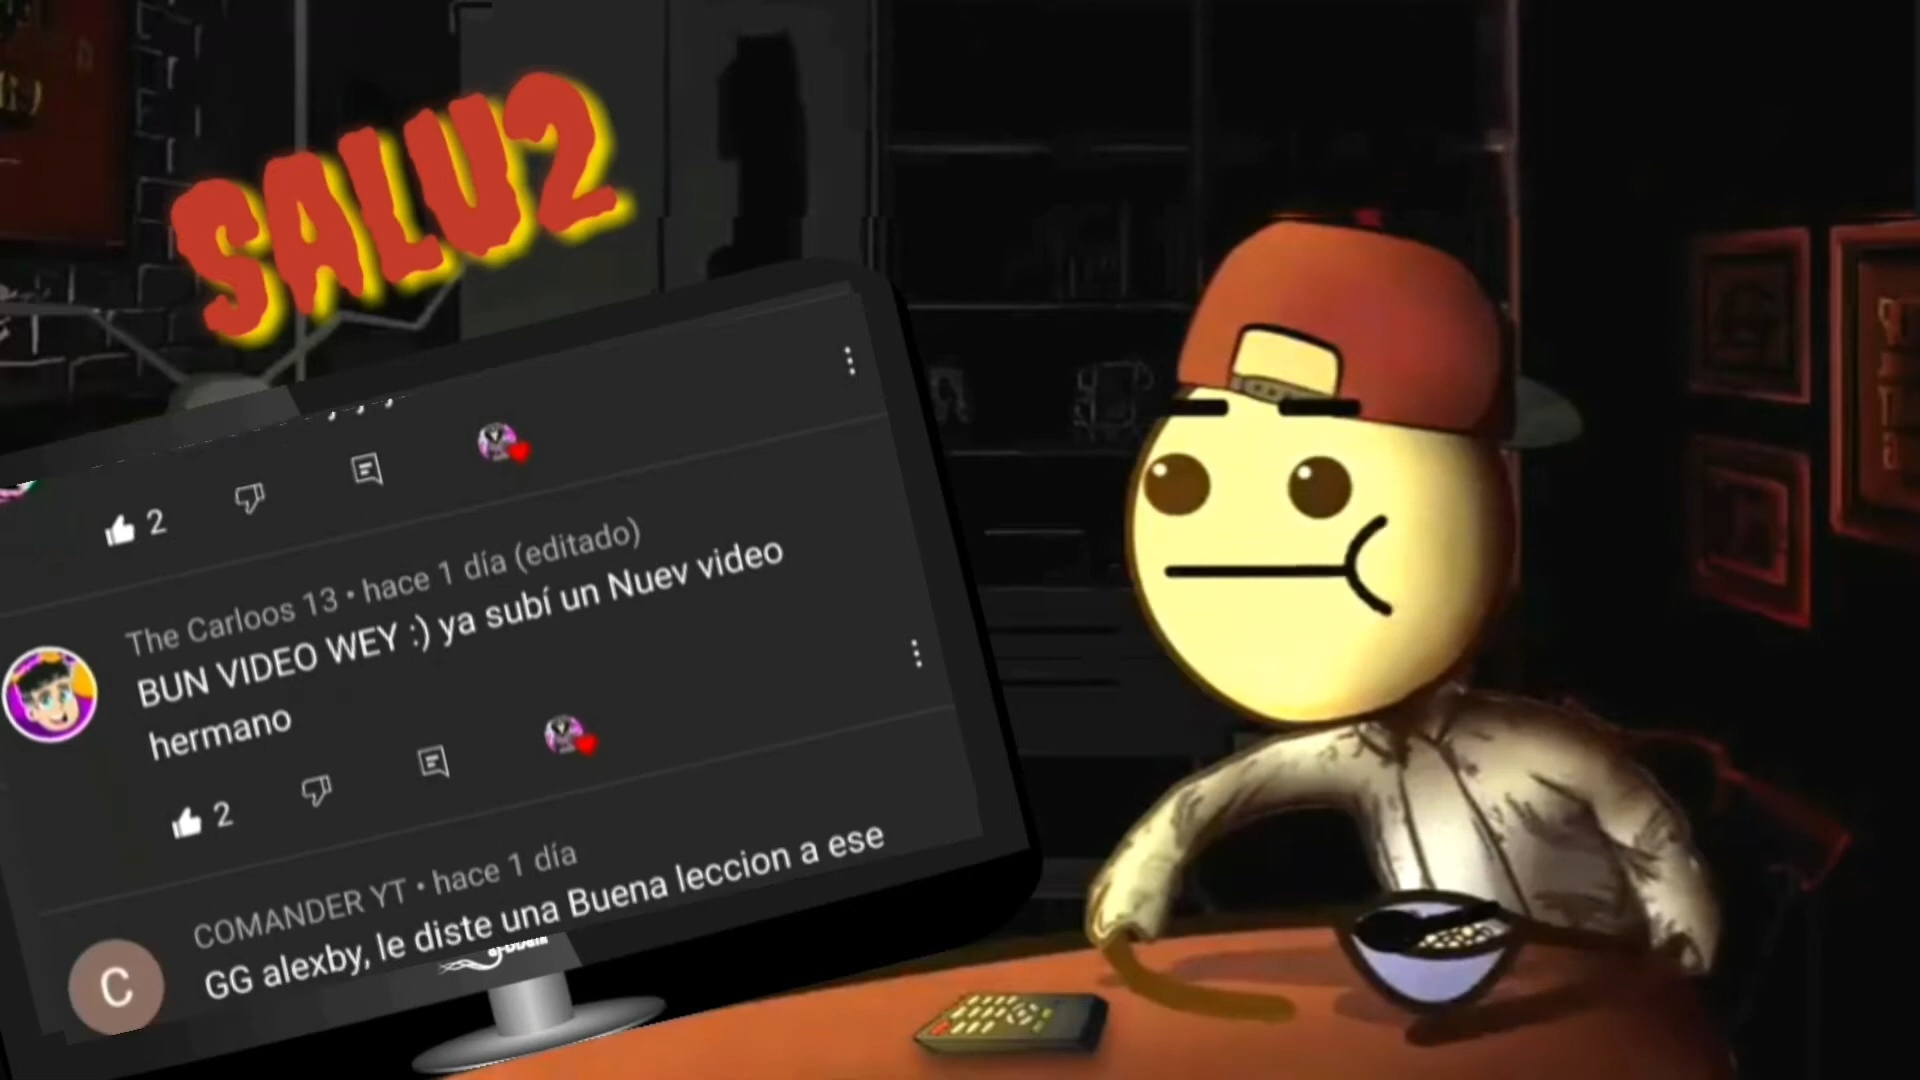 SALU2
2
The Carloos 13 • hace 1 día (editado)
BUN VIDEO WEY :) ya subí un Nuev video
hermano
2
COMANDER YT • hace 1 día
C
GG alexby, le diste una Buena leccion a ese